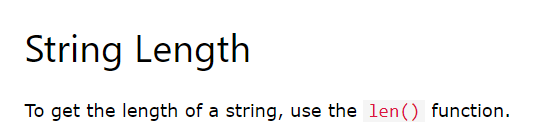 String Length
To get the length of a string, use the len() function.